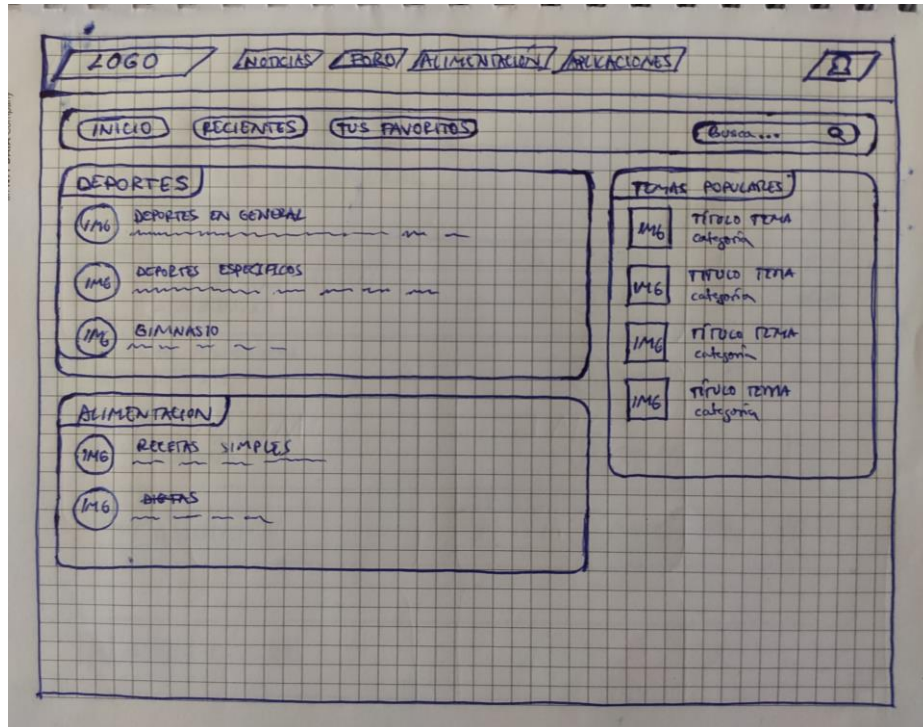 LOGO NOTICIAS FORO ALIMENTACIÓN APLICACIONES
INICIO RECIENTES TUS FAVORITOS Busca...
DEPORTES
IMG DEPORTES EN GENERAL
IMG DEPORTES ESPECÍFICOS
IMG GIMNASIO
ALIMENTACIÓN
IMG RECETAS SIMPLES
IMG DIETAS
TEMAS POPULARES
IMG TÍTULO TEMA
categoría
IMG TÍTULO TEMA
categoría
IMG TÍTULO TEMA
categoría
IMG TÍTULO TEMA
categoría